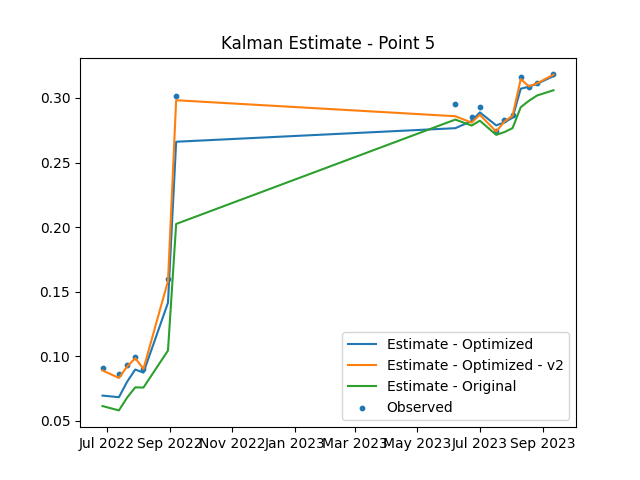 Kalman Estimate - Point 5
0.30
0.25
0.20
0.15
0.10
0.05
Estimate - Optimized
Estimate - Optimized - v2
Estimate - Original
Observed
Jul 2022 Sep 2022 Nov 2022 Jan 2023 Mar 2023 May 2023 Jul 2023 Sep 2023